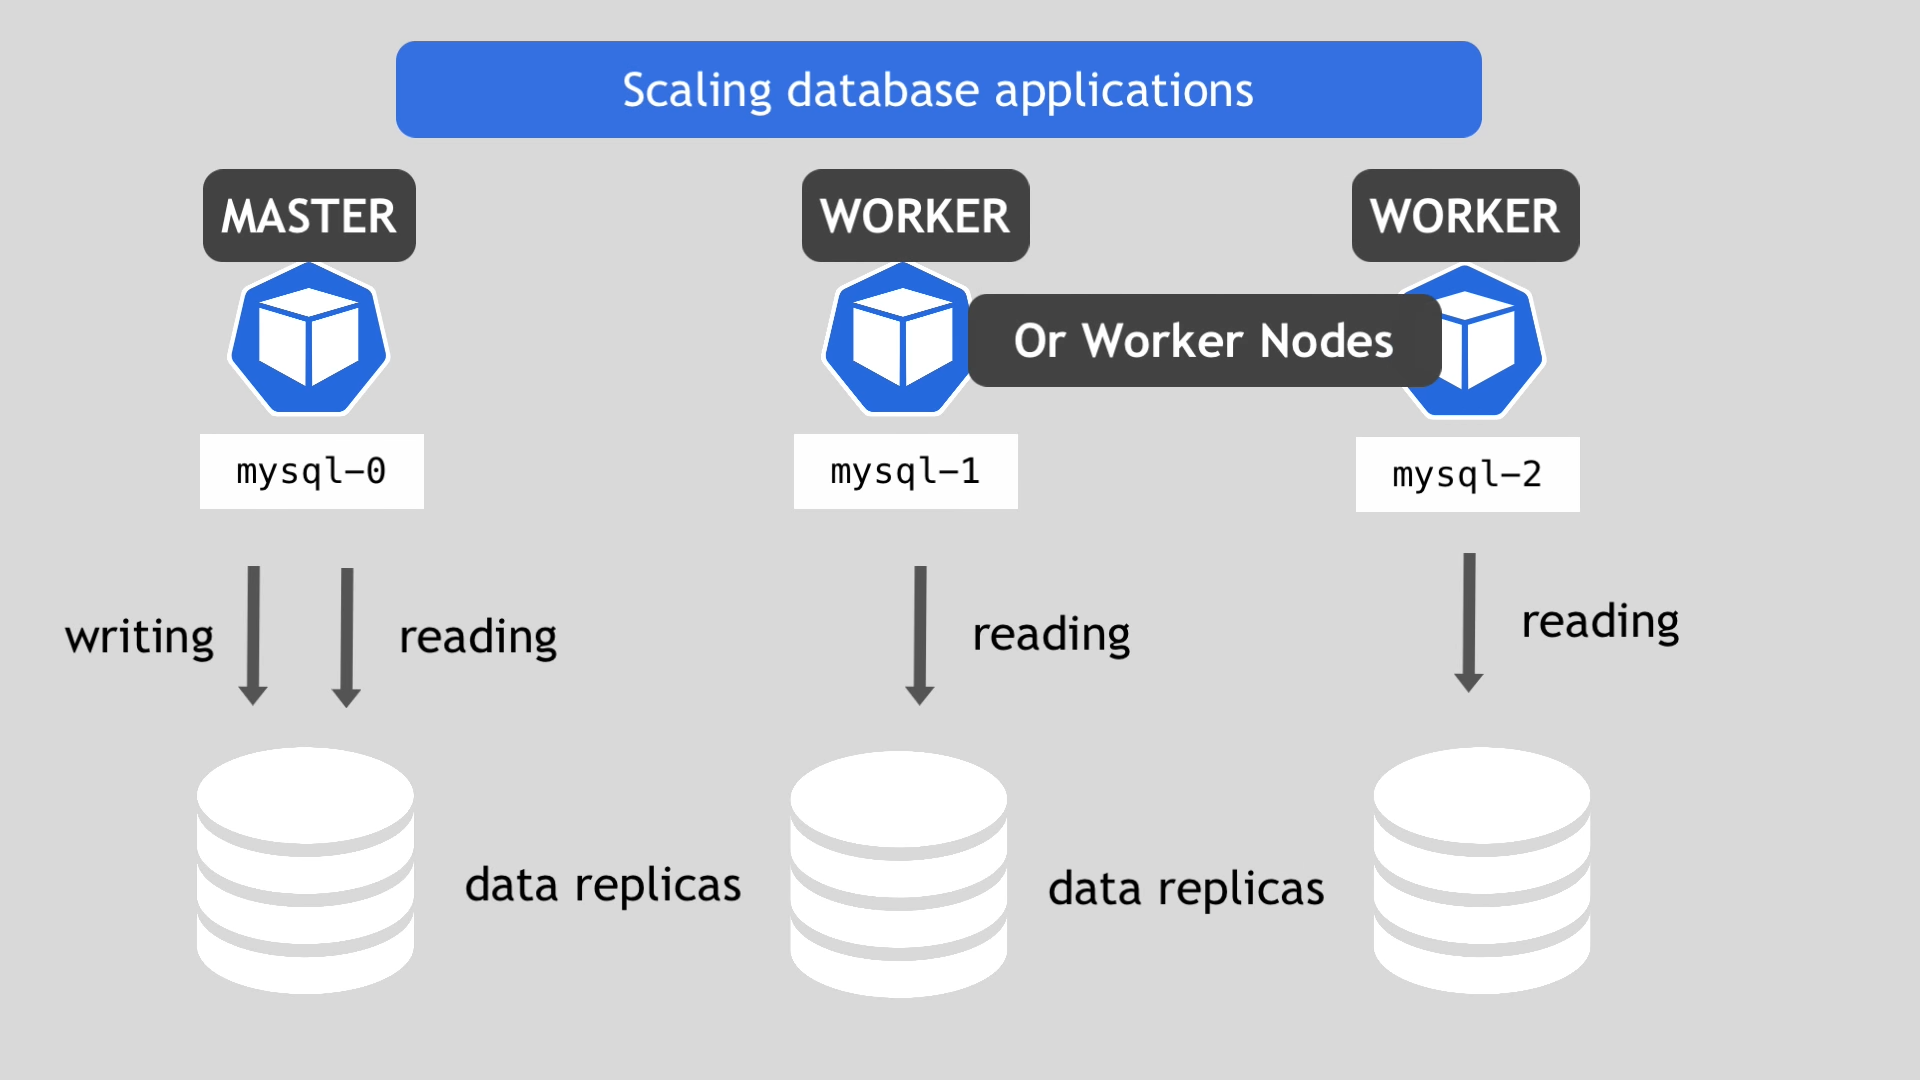 Scaling database applications
MASTER
WORKER
WORKER
Or Worker Nodes
mysql-0
mysql-1
mysql-2
writing
reading
reading
reading
data replicas
data replicas